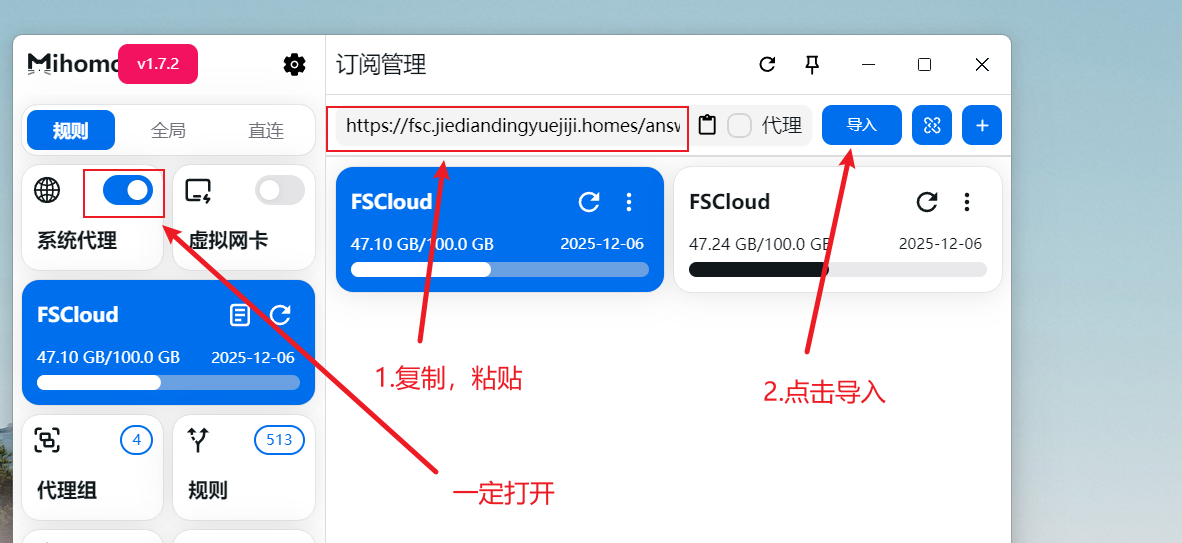 Mihomo
v1.7.2
订阅管理
规则
全局
直连
https://fsc.jiediandingyuejiji.homes/answ
代理
导入
系统代理
虚拟网卡
FSCloud
47.10 GB/100.0 GB
2025-12-06
FSCloud
47.24 GB/100.0 GB
2025-12-06
FSCloud
47.10 GB/100.0 GB
2025-12-06
1.复制，粘贴
2.点击导入
一定打开
4
代理组
513
规则